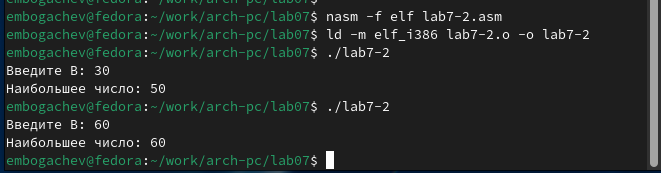 embogachev@fedora:~/work/arch-pc/lab07$ nasm -f elf lab7-2.asm
embogachev@fedora:~/work/arch-pc/lab07$ ld -m elf_i386 lab7-2.o -o lab7-2
embogachev@fedora:~/work/arch-pc/lab07$ ./lab7-2
Введите B: 30
Наибольшее число: 50
embogachev@fedora:~/work/arch-pc/lab07$ ./lab7-2
Введите B: 60
Наибольшее число: 60
embogachev@fedora:~/work/arch-pc/lab07$